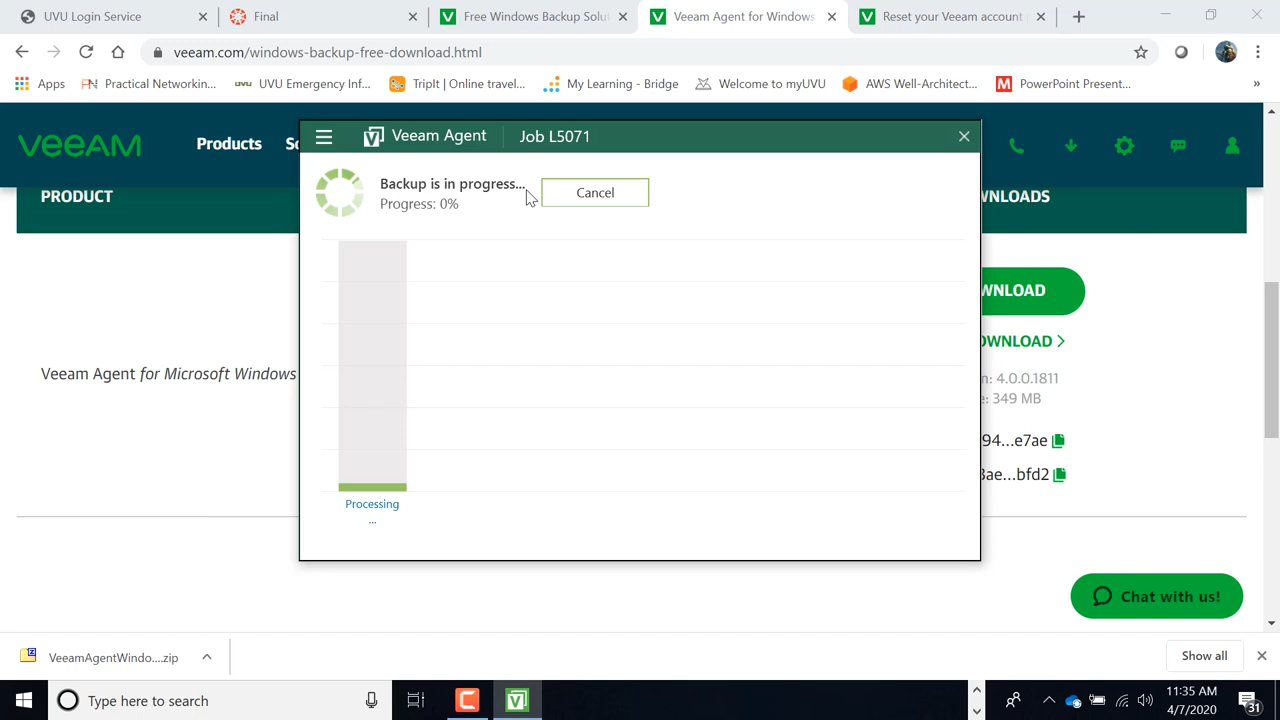 UVU Login Service
Final
Free Windows Backup Solu
Veeam Agent for Windows
Reset your Veeam account
veeam.com/windows-backup-free-download.html
Apps
Practical Networkin...
UVU UVU Emergency Inf...
TripIt | Online travel...
My Learning - Bridge
Welcome to myUVU
AWS Well-Architect...
PowerPoint Present...
»
VEEAM
Products
So
Veeam Agent
Job L5071
PRODUCT
WNLOADS
Backup is in progress...
Progress: 0%
Cancel
WNLOAD
OWNLOAD
Veeam Agent for Microsoft Windows
n: 4.0.0.1811
e: 349 MB
94...e7ae
3ae...bfd2
Processing
...
Chat with us!
VeeamAgentWindo....zip
Show all
Type here to search
11:35 AM
4/7/2020
31